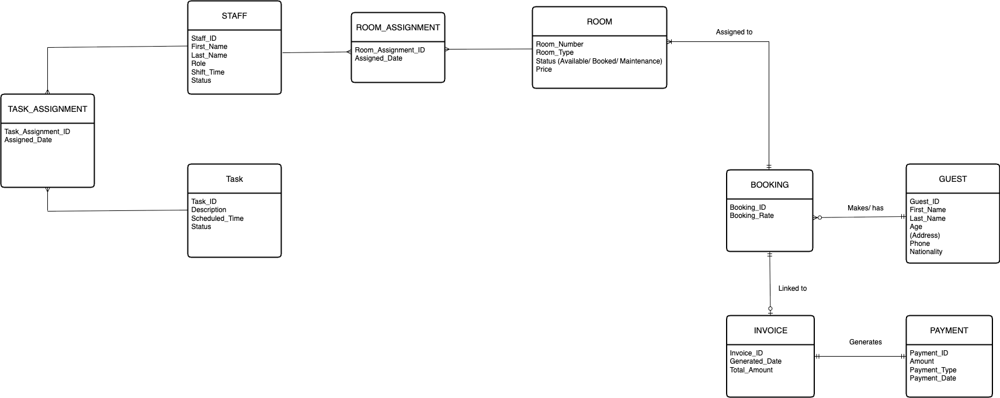 STAFF
Staff_ID
First_Name
Last_Name
Role
Shift_Time
Status
ROOM_ASSIGNMENT
Room_Assignment_ID
Assigned_Date
ROOM
Room_Number
Room_Type
Status (Available/ Booked/ Maintenance)
Price
Assigned to
TASK_ASSIGNMENT
Task_Assignment_ID
Assigned_Date
Task
Task_ID
Description
Scheduled_Time
Status
BOOKING
Booking_ID
Booking_Rate
Makes/ has
GUEST
Guest_ID
First_Name
Last_Name
Age
(Address)
Phone
Nationality
Linked to
INVOICE
Invoice_ID
Generated_Date
Total_Amount
Generates
PAYMENT
Payment_ID
Amount
Payment_Type
Payment_Date